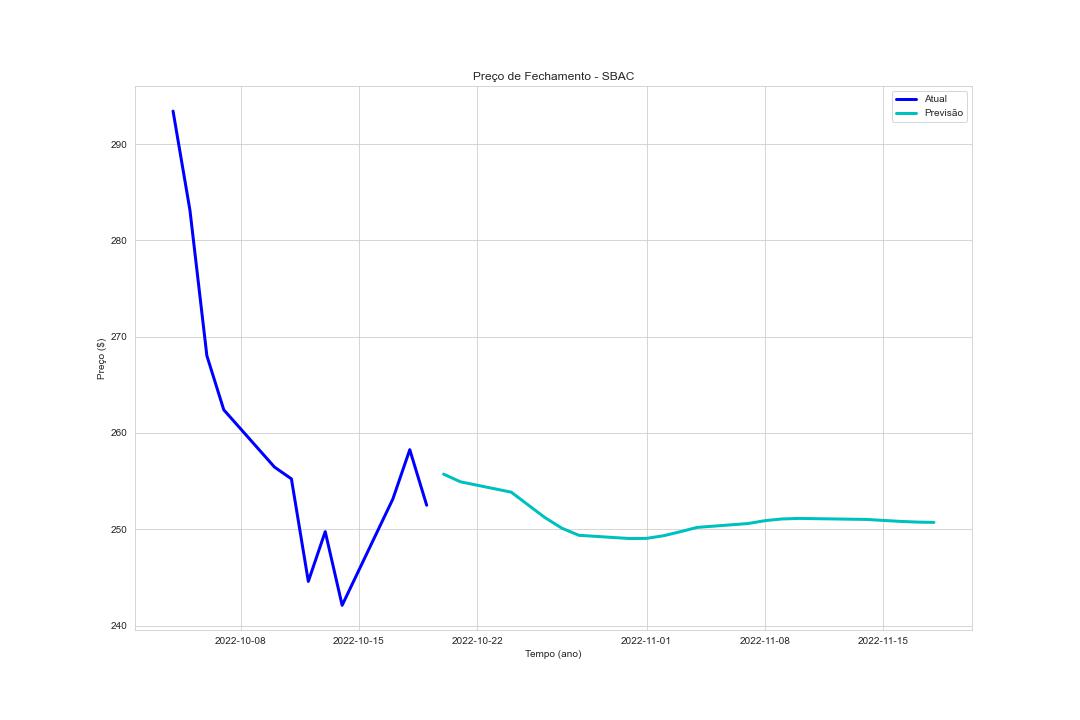 Preço de Fechamento - SBAC
Atual
Previsão
290
280
270
260
250
240
Preço ($)
2022-10-08
2022-10-15
2022-10-22
2022-11-01
2022-11-08
2022-11-15
Tempo (ano)